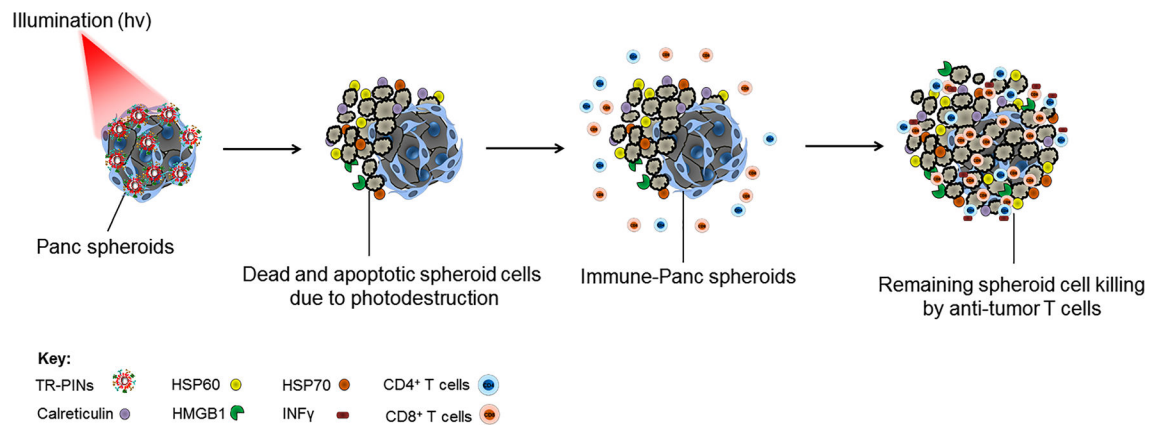 Illumination (hv)
Panc spheroids
Dead and apoptotic spheroid cells
due to photodestruction
Immune-Panc spheroids
Remaining spheroid cell killing
by anti-tumor T cells
Key:
TR-PINs
HSP60
HSP70
CD4⁺ T cells
Calreticulin
HMGB1
INFγ
CD8⁺ T cells